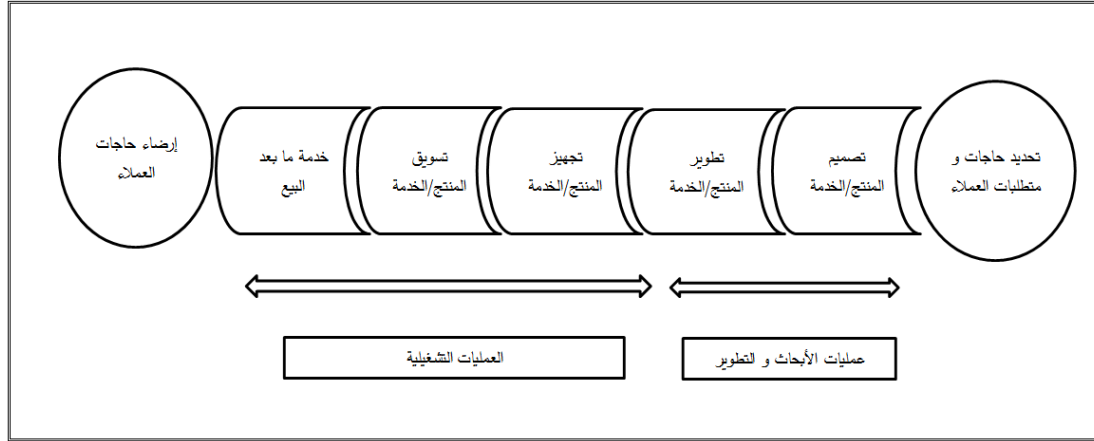 تحديد حاجات و
متطلبات العملاء
تصميم
المنتج/الخدمة
تطوير
المنتج/الخدمة
تجهيز
المنتج/الخدمة
تسويق
المنتج/الخدمة
خدمة ما بعد
البيع
إرضاء حاجات
العملاء
عمليات الأبحاث و التطوير
العمليات التشغيلية